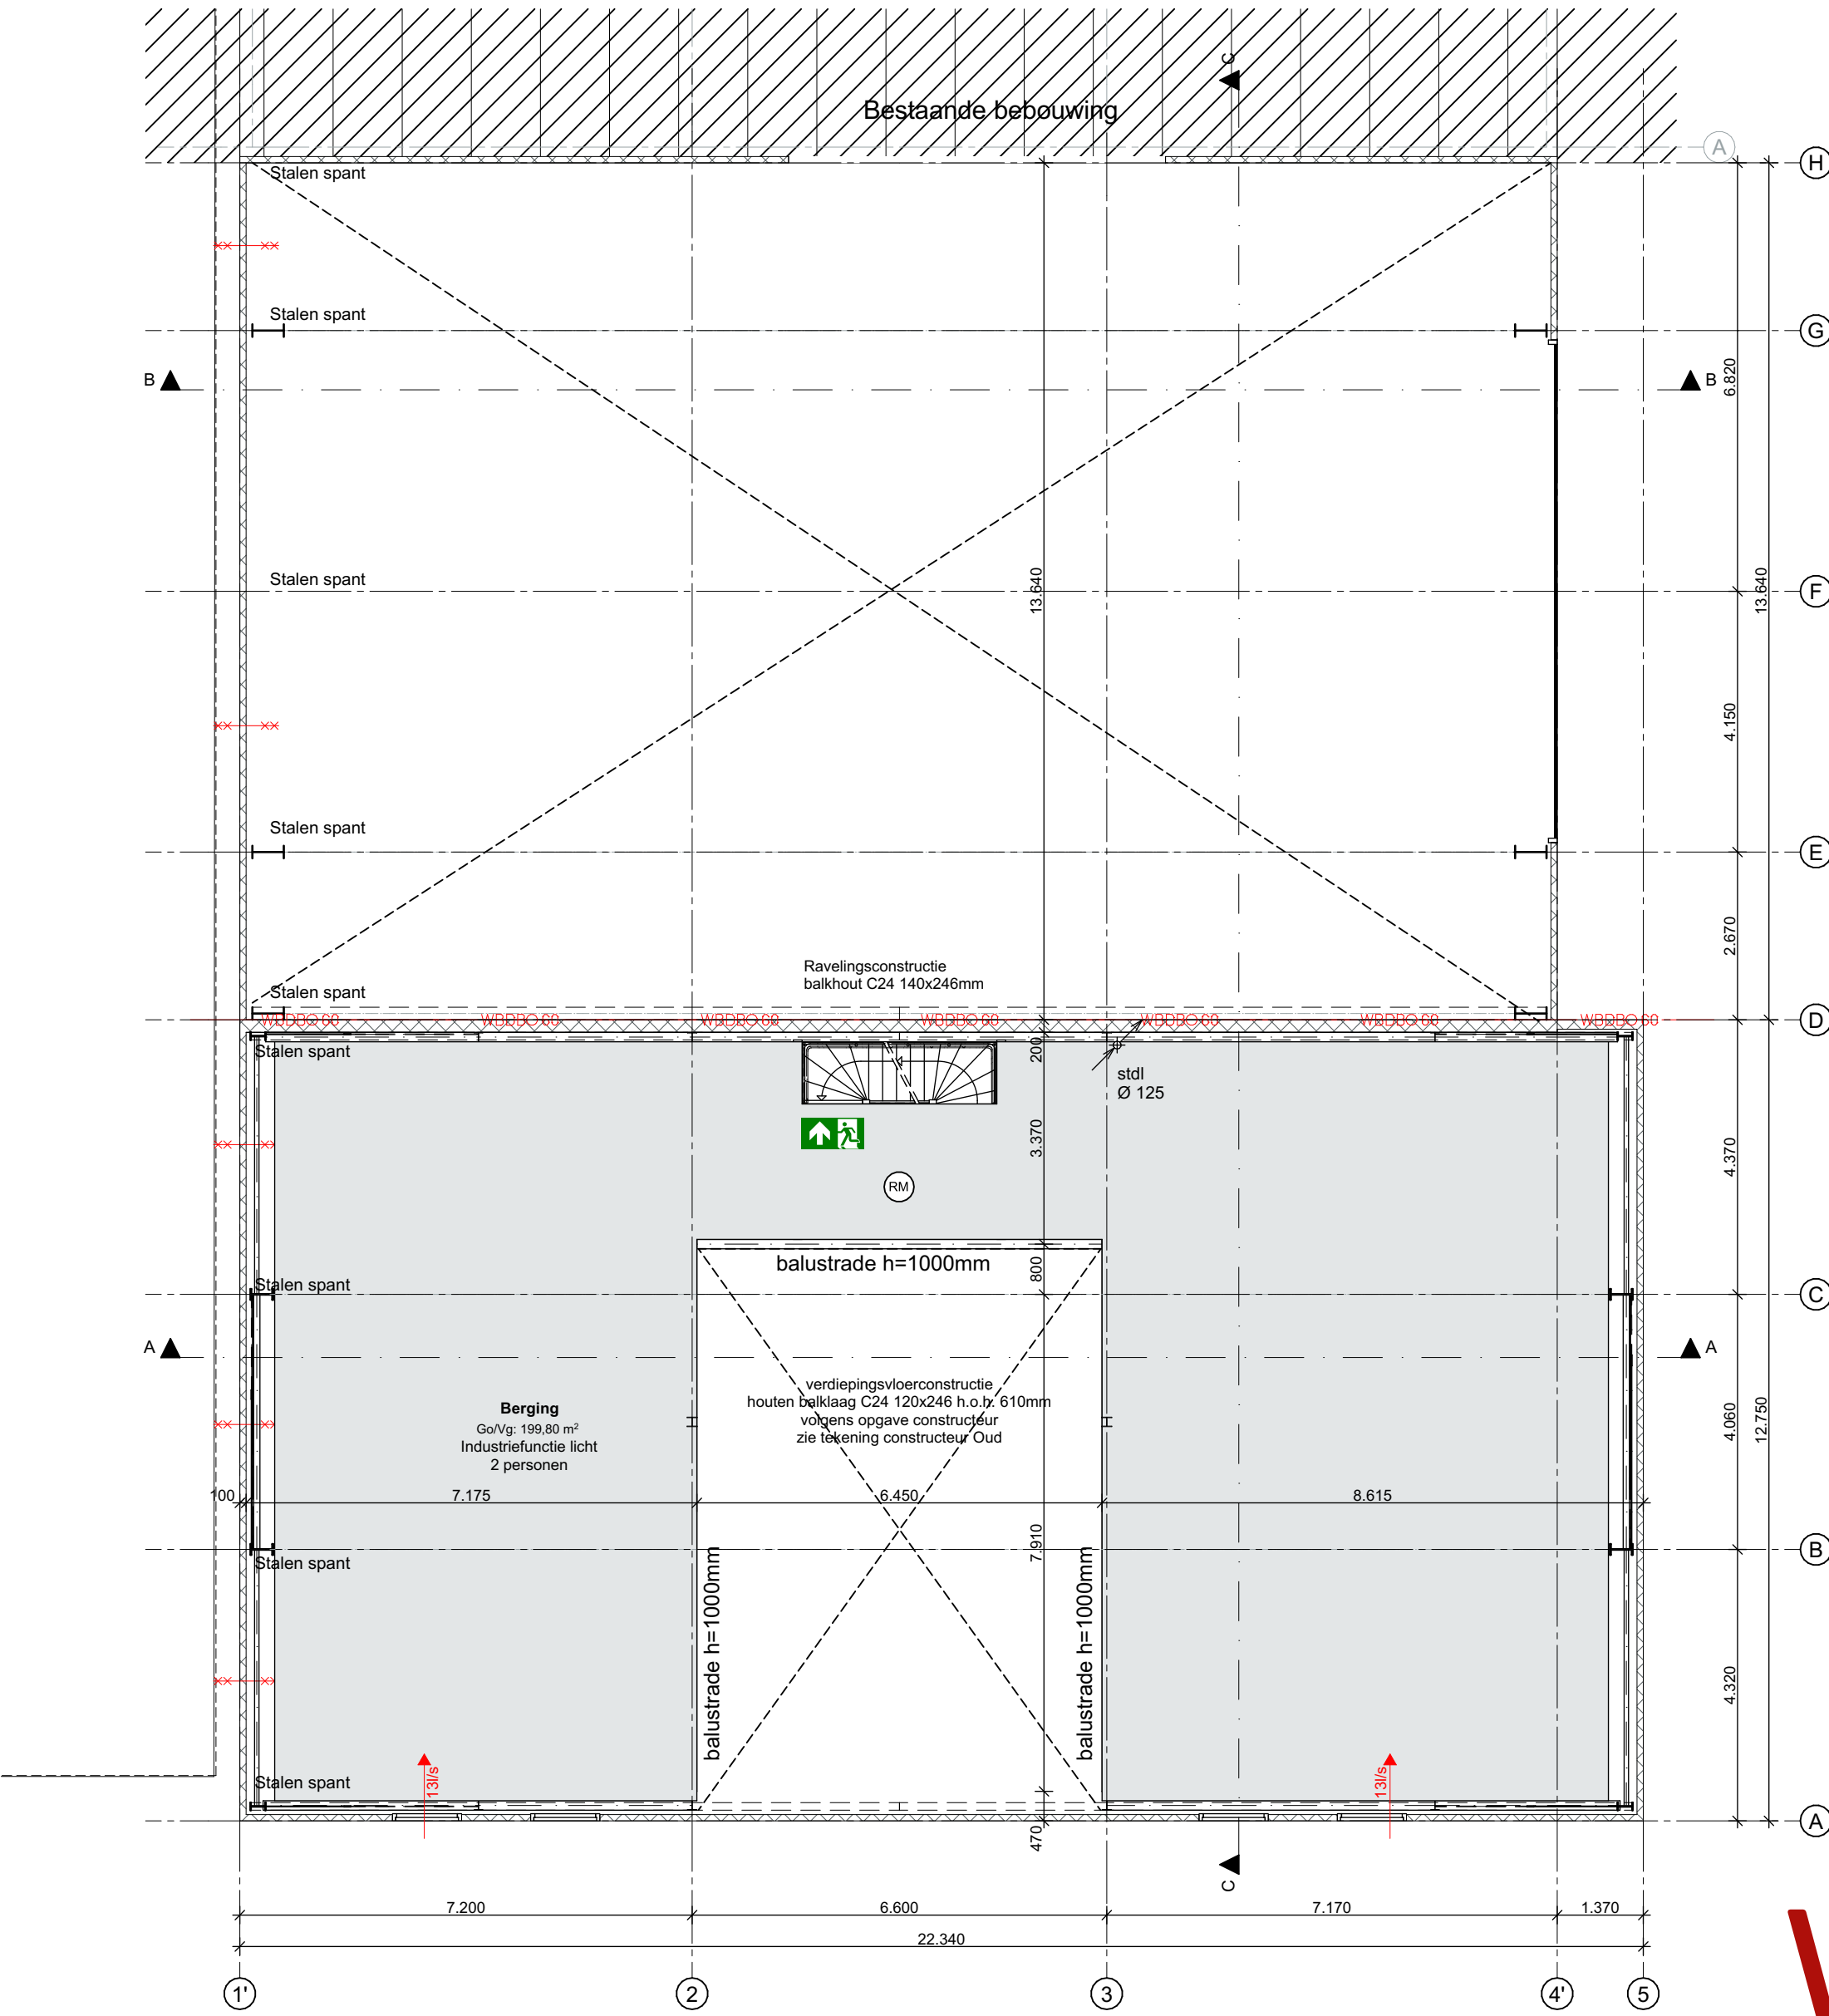 C
Bestaande bebouwing
A
H
Stalen spant
Stalen spant
G
B
B
6.820
Stalen spant
13.640
13.640
F
4.150
Stalen spant
E
2.670
Ravelingsconstructie
balkhout C24 140x246mm
Stalen spant
WBDBO 60
WBDBO 60
WBDBO 60
WBDBO 60
WBDBO 60
WBDBO 60
WBDBO 60
D
Stalen spant
200
stdl
Ø 125
3.370
4.370
RM
balustrade h=1000mm
800
Stalen spant
C
A
A
verdiepingsvloerconstructie
houten balklaag C24 120x246 h.o.h. 610mm
volgens opgave constructeur
zie tekening constructeur Oud
Berging
Go/Vg: 199,80 m²
Industriefunctie licht
2 personen
4.060
12.750
100
7.175
6.450
8.615
7.910
Stalen spant
B
balustrade h=1000mm
balustrade h=1000mm
4.320
Stalen spant
13l/s
13l/s
470
A
C
7.200
6.600
7.170
1.370
22.340
1'
2
3
4'
5